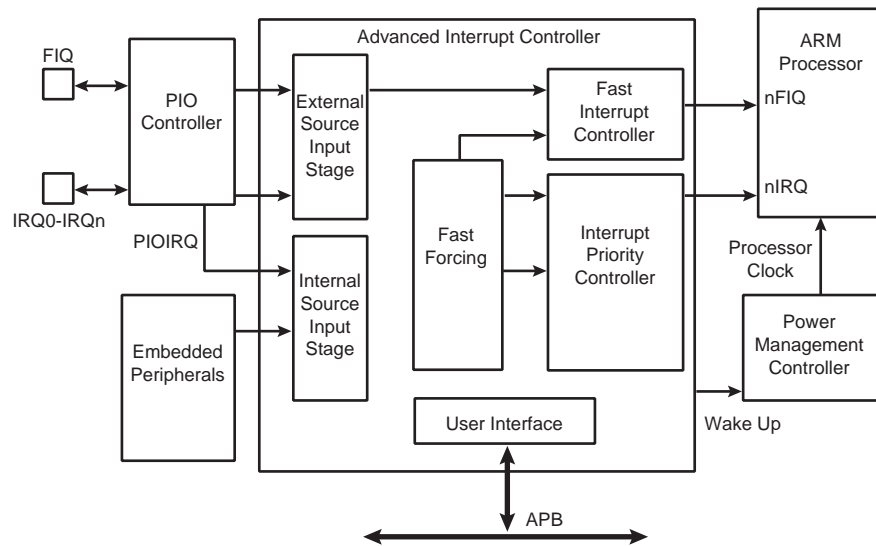 Advanced Interrupt Controller
ARM
Processor
FIQ
PIO
Controller
External
Source
Input
Stage
Fast
Interrupt
Controller
nFIQ
IRQ0-IRQn
PIOIRQ
Fast
Forcing
Interrupt
Priority
Controller
nIRQ
Processor
Clock
Internal
Source
Input
Stage
Embedded
Peripherals
Power
Management
Controller
User Interface
Wake Up
APB